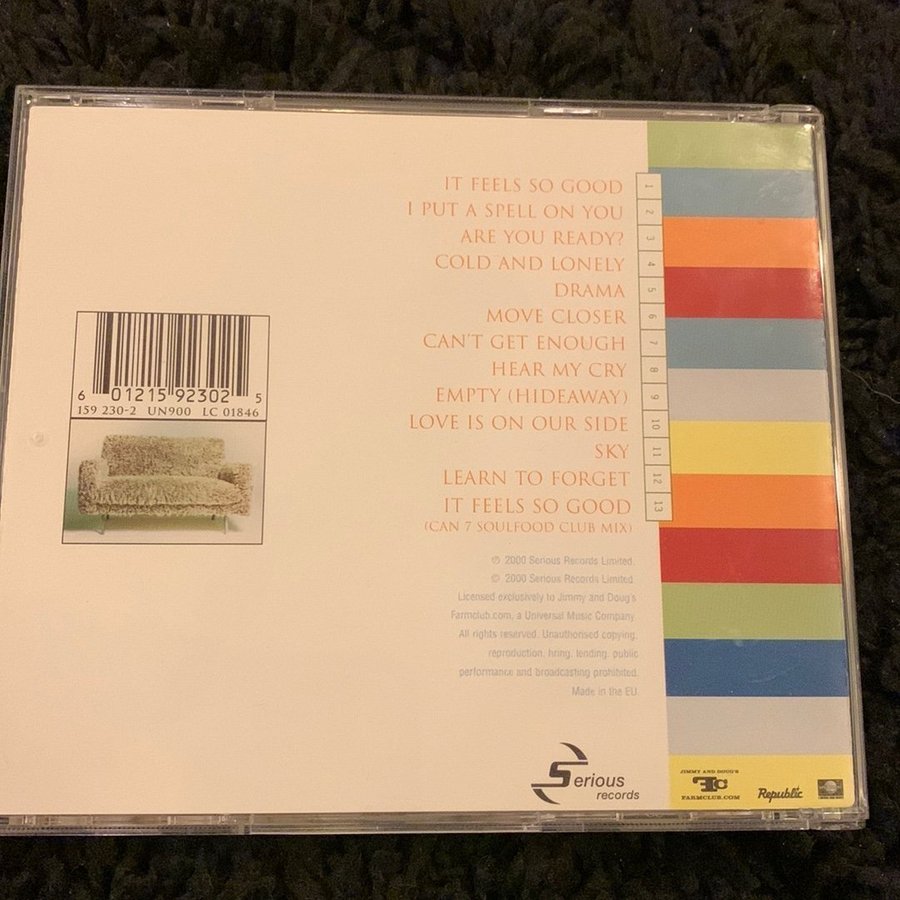 IT FEELS SO GOOD 1
I PUT A SPELL ON YOU 2
ARE YOU READY? 3
COLD AND LONELY 4
DRAMA 5
MOVE CLOSER 6
CAN'T GET ENOUGH 7
HEAR MY CRY 8
EMPTY (HIDEAWAY) 9
LOVE IS ON OUR SIDE 10
SKY 11
LEARN TO FORGET 12
IT FEELS SO GOOD 13
(CAN 7 SOULFOOD CLUB MIX)
6 01215 92302 5
159 230-2 UN900 LC 01846
℗ 2000 Serious Records Limited.
© 2000 Serious Records Limited.
Licensed exclusively to Jimmy and Doug's
Farmclub.com, a Universal Music Company.
All rights reserved. Unauthorised copying,
reproduction, hiring, lending, public
performance and broadcasting prohibited.
Made in the EU.
Serious
records
JIMMY AND DOUG'S
FC
FARMCLUB.COM
Republic